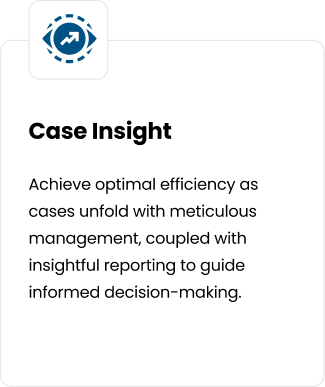 Case Insight
Achieve optimal efficiency as
cases unfold with meticulous
management, coupled with
insightful reporting to guide
informed decision-making.